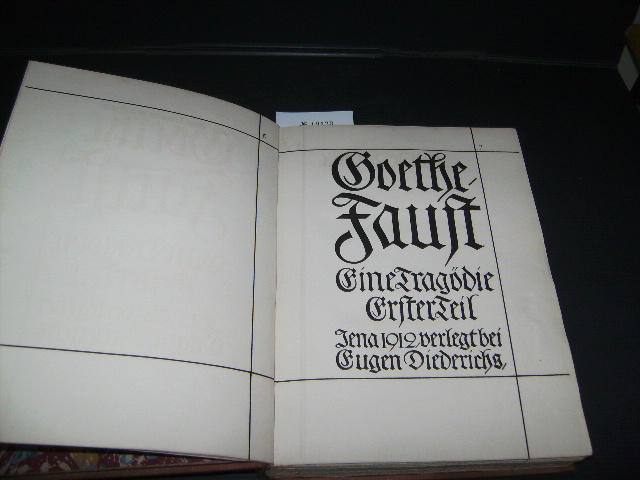 Goethe,
Faust
Eine Tragödie
Erster Teil
Jena 1912 verlegt bei
Eugen Diederichs,